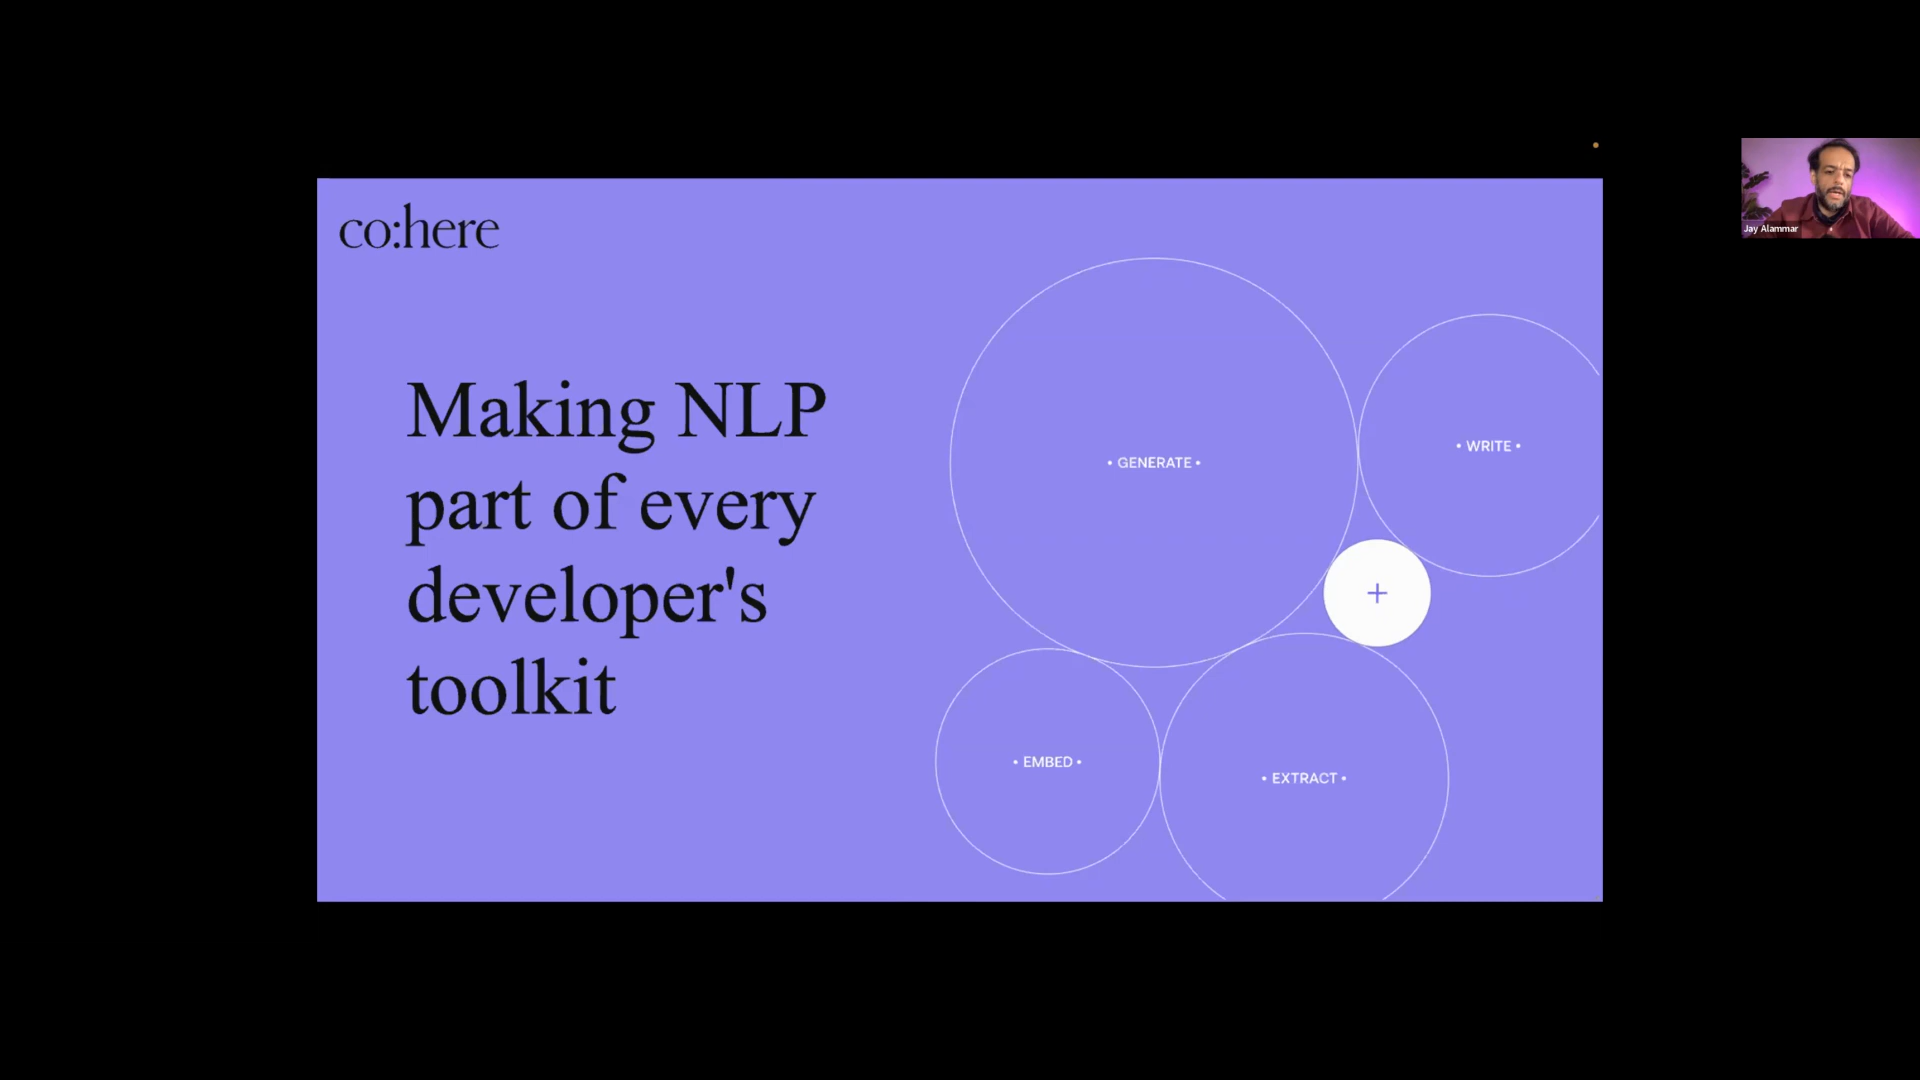 co:here
Making NLP
part of every
developer's
toolkit
• GENERATE •
• WRITE •
+
• EMBED •
• EXTRACT •
Jay Alammar